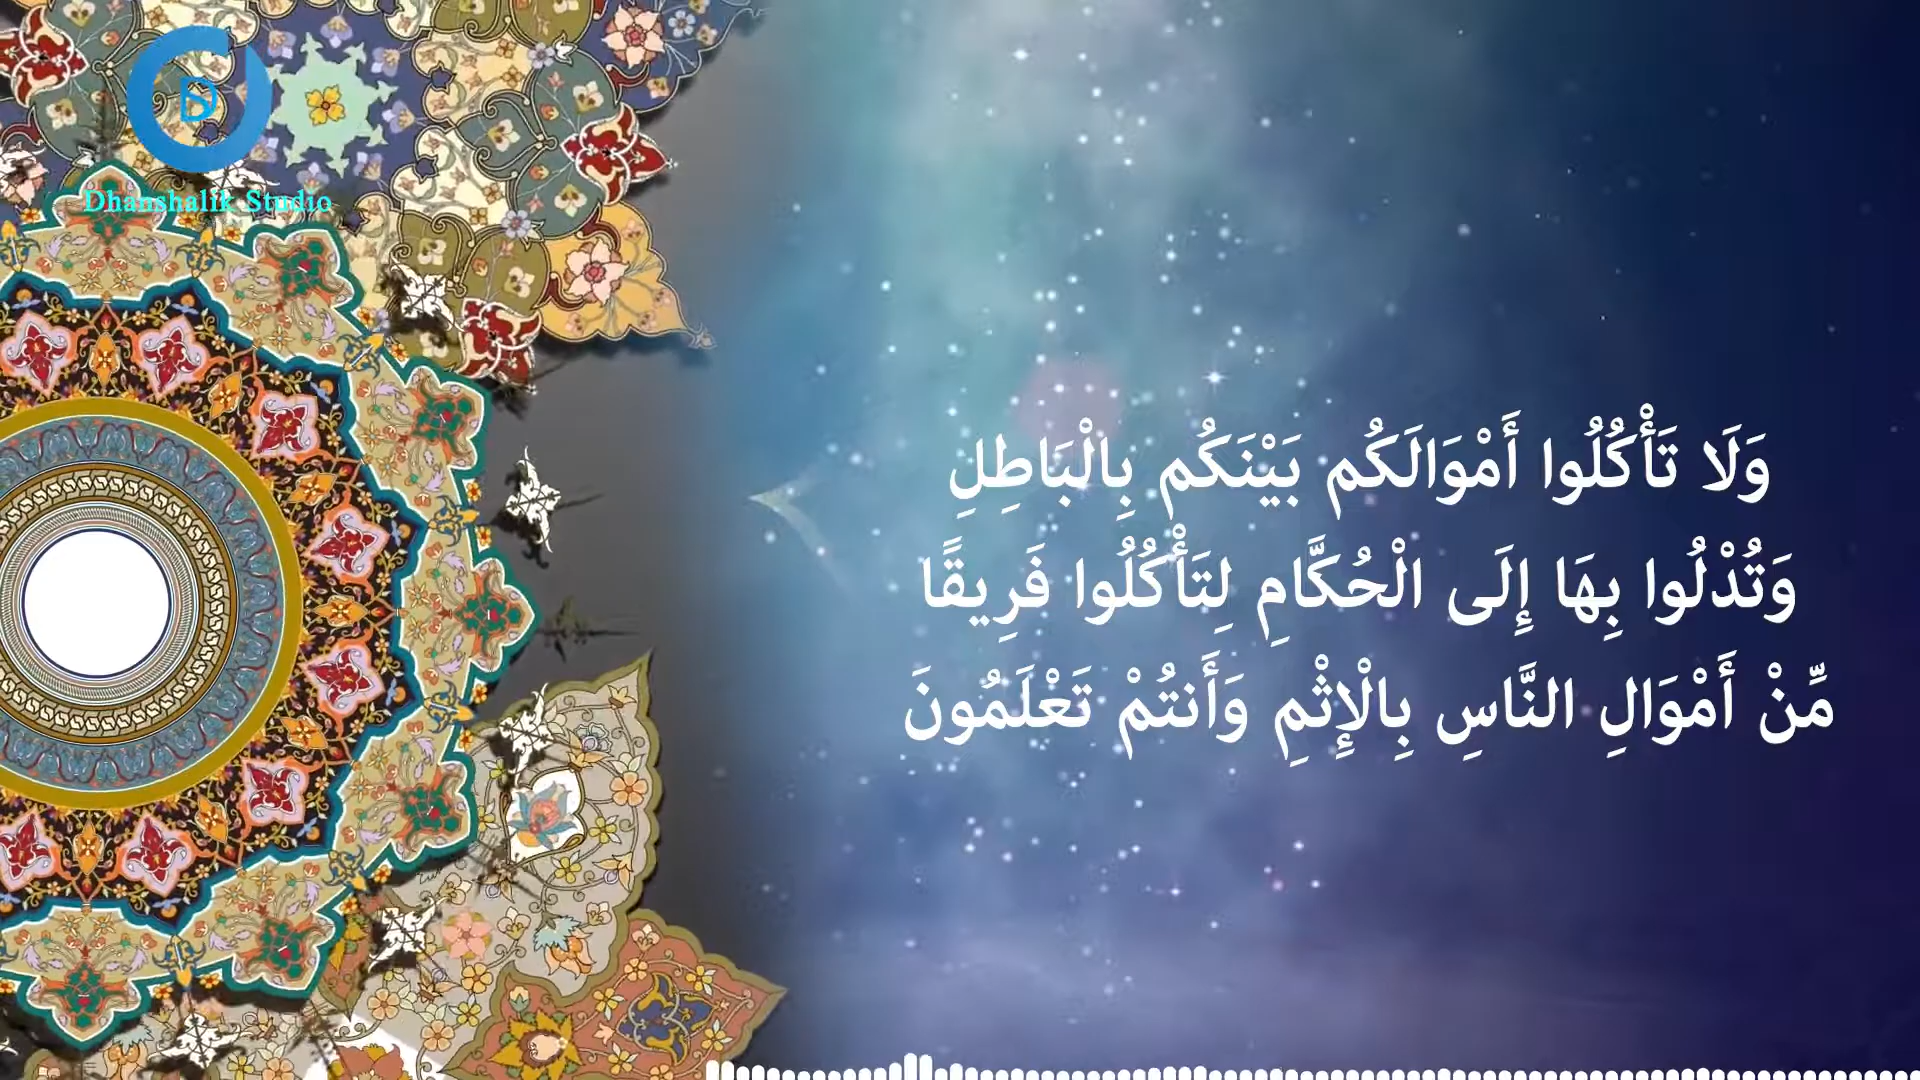 Dhanshalik Studio
وَلَا تَأْكُلُوا أَمْوَالَكُم بَيْنَكُم بِالْبَاطِلِ
وَتُدْلُوا بِهَا إِلَى الْحُكَّامِ لِتَأْكُلُوا فَرِيقًا
مِّنْ أَمْوَالِ النَّاسِ بِالْإِثْمِ وَأَنتُمْ تَعْلَمُونَ